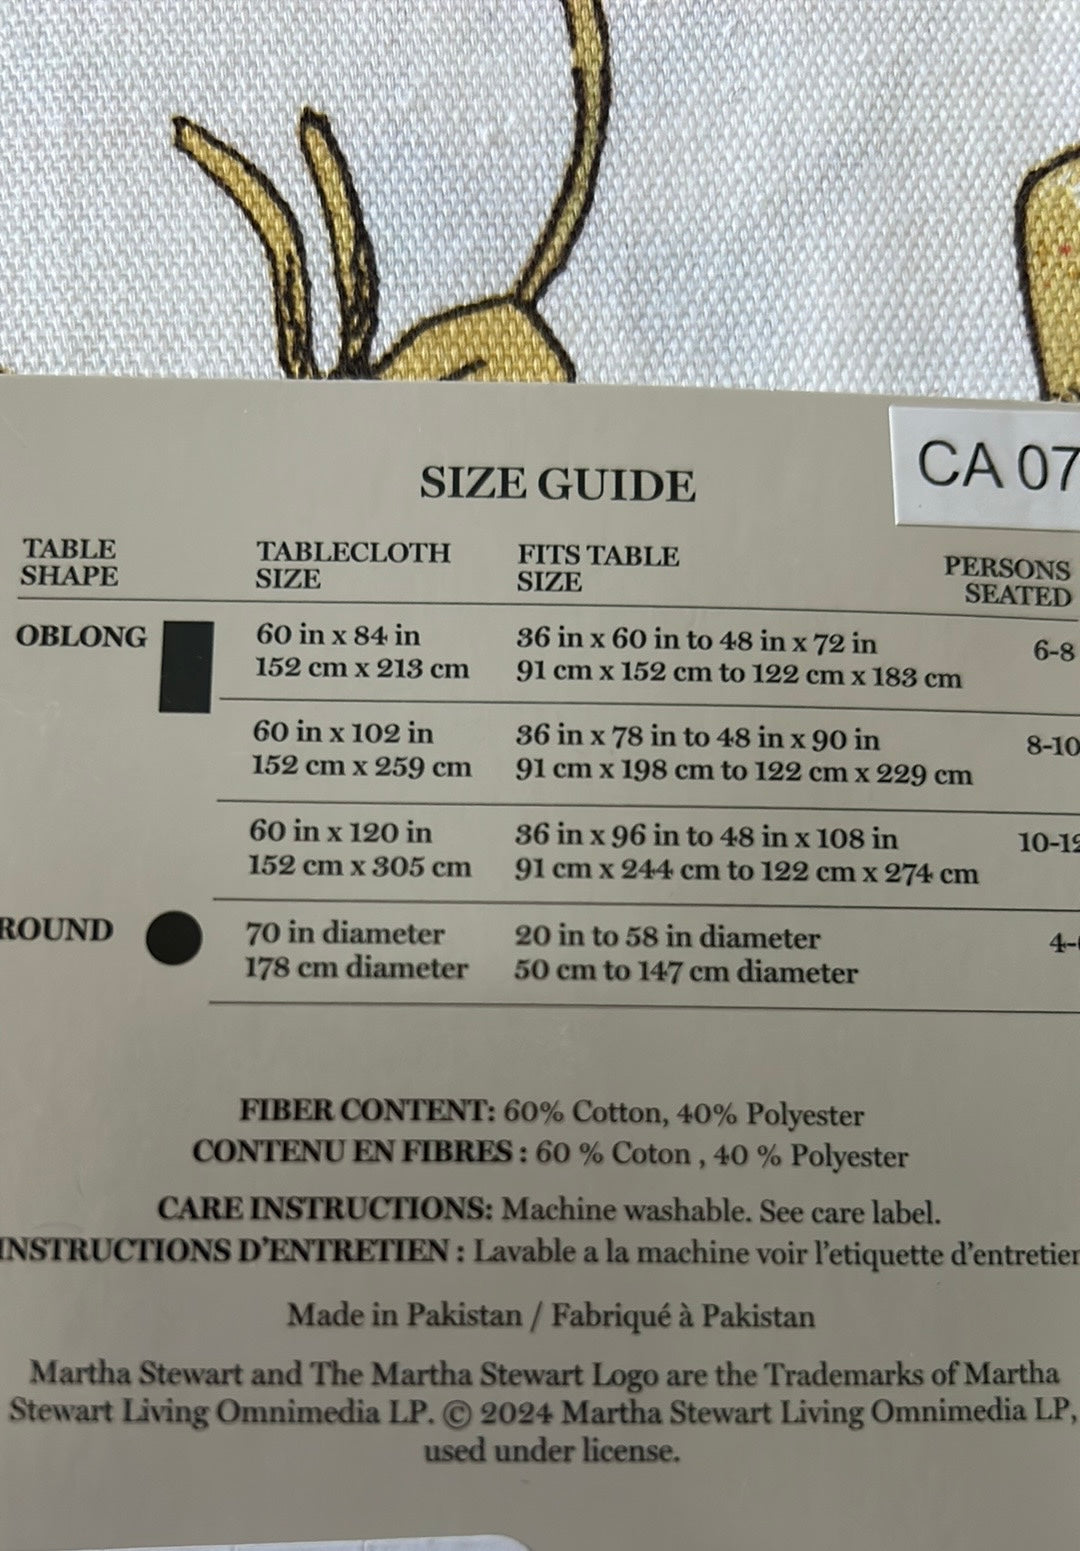 CA 07
SIZE GUIDE
TABLE SHAPE
TABLECLOTH SIZE
FITS TABLE SIZE
PERSONS SEATED
OBLONG
60 in x 84 in
152 cm x 213 cm
36 in x 60 in to 48 in x 72 in
91 cm x 152 cm to 122 cm x 183 cm
6-8
60 in x 102 in
152 cm x 259 cm
36 in x 78 in to 48 in x 90 in
91 cm x 198 cm to 122 cm x 229 cm
8-10
60 in x 120 in
152 cm x 305 cm
36 in x 96 in to 48 in x 108 in
91 cm x 244 cm to 122 cm x 274 cm
10-12
ROUND
70 in diameter
178 cm diameter
20 in to 58 in diameter
50 cm to 147 cm diameter
FIBER CONTENT: 60% Cotton, 40% Polyester
CONTENU EN FIBRES : 60 % Coton , 40 % Polyester
CARE INSTRUCTIONS: Machine washable. See care label.
INSTRUCTIONS D'ENTRETIEN : Lavable a la machine voir l'etiquette d'entretien
Made in Pakistan / Fabriqué à Pakistan
Martha Stewart and The Martha Stewart Logo are the Trademarks of Martha
Stewart Living Omnimedia LP. © 2024 Martha Stewart Living Omnimedia LP,
used under license.